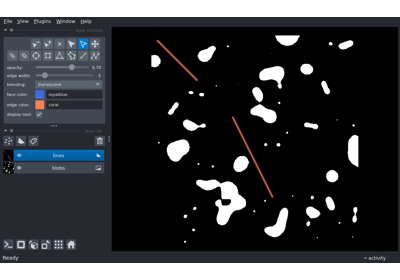 File View Plugins Window Help
opacity: 0.70
edge width: 5
blending: translucent
face color: royalblue
edge color: coral
display text: ✓
lines
blobs
Ready
activity